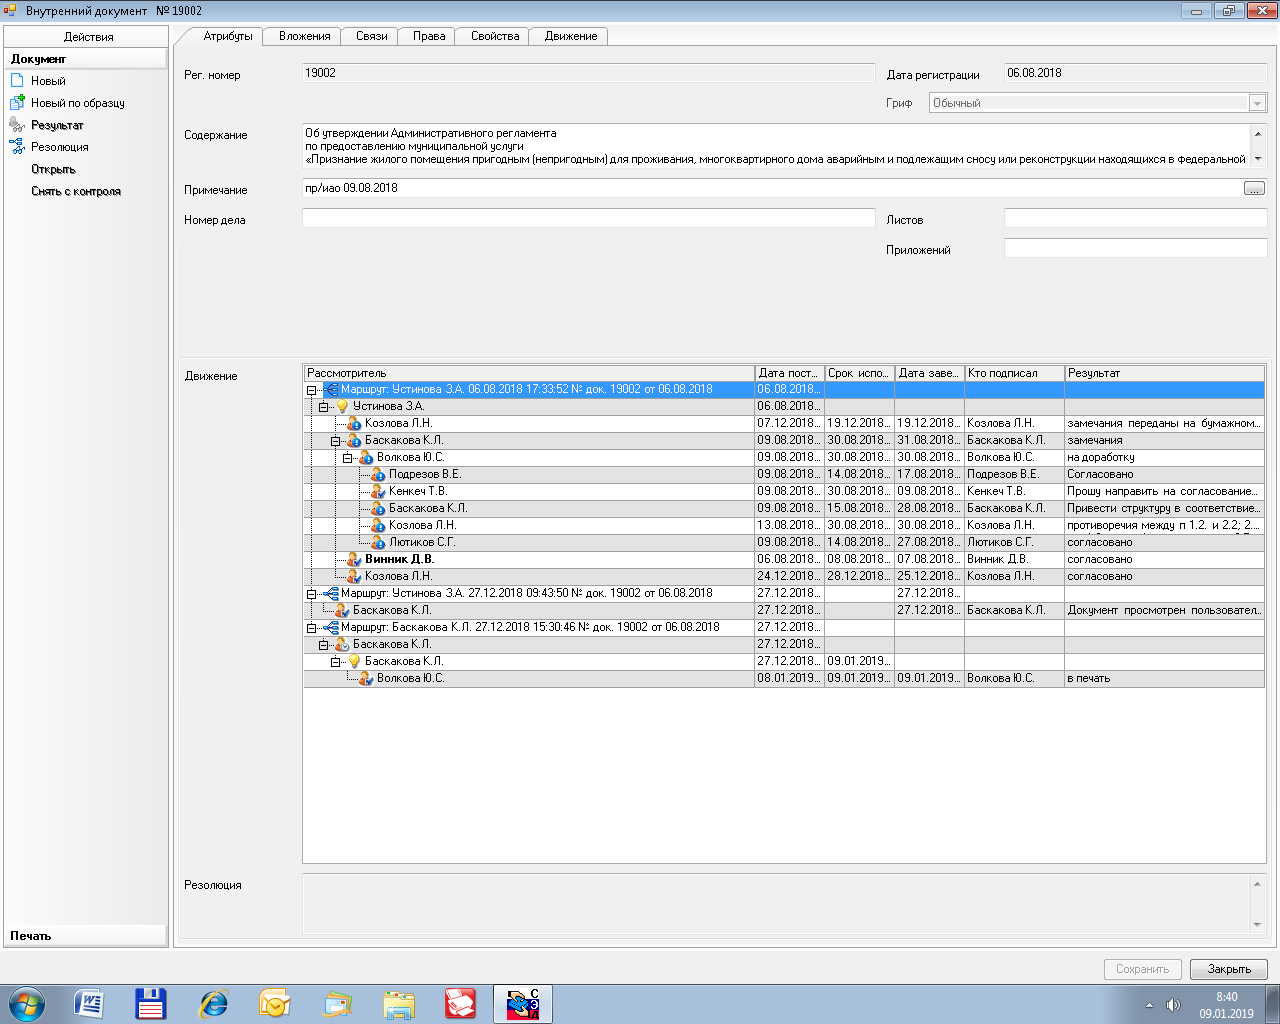 Внутренний документ № 19002
Действия
Документ
Новый
Новый по образцу
Результат
Резолюция
Открыть
Снять с контроля
Печать
Атрибуты Вложения Связи Права Свойства Движение
Рег. номер 19002 Дата регистрации 06.08.2018
Гриф Обычный
Содержание Об утверждении Административного регламента
по предоставлению муниципальной услуги
«Признание жилого помещения пригодным (непригодным) для проживания, многоквартирного дома аварийным и подлежащим сносу или реконструкции находящихся в Федеральной
Примечание пр/иао 09.08.2018 ...
Номер дела Листов
Приложений
Движение
Рассмотритель Дата пост... Срок испо... Дата заве... Кто подписал Результат
Маршрут: Устинова З.А. 06.08.2018 17:33:52 № док. 19002 от 06.08.2018 06.08.2018...
Устинова З.А. 06.08.2018...
Козлова Л.Н. 07.12.2018... 19.12.2018... 19.12.2018... Козлова Л.Н. замечания переданы на бумажном...
Баскакова К.Л. 09.08.2018... 30.08.2018... 31.08.2018... Баскакова К.Л. замечания
Волкова Ю.С. 09.08.2018... 30.08.2018... 30.08.2018... Волкова Ю.С. на доработку
Подрезов В.Е. 09.08.2018... 14.08.2018... 17.08.2018... Подрезов В.Е. Согласовано
Кенкеч Т.В. 09.08.2018... 30.08.2018... 09.08.2018... Кенкеч Т.В. Прошу направить на согласование...
Баскакова К.Л. 09.08.2018... 15.08.2018... 28.08.2018... Баскакова К.Л. Привести структуру в соответствие...
Козлова Л.Н. 13.08.2018... 30.08.2018... 30.08.2018... Козлова Л.Н. противоречия между п 1.2. и 2.2; 2....
Лютиков С.Г. 09.08.2018... 14.08.2018... 27.08.2018... Лютиков С.Г. согласовано
Винник Д.В. 06.08.2018... 08.08.2018... 07.08.2018... Винник Д.В. согласовано
Козлова Л.Н. 24.12.2018... 28.12.2018... 25.12.2018... Козлова Л.Н. согласовано
Маршрут: Устинова З.А. 27.12.2018 09:43:50 № док. 19002 от 06.08.2018 27.12.2018... 27.12.2018...
Баскакова К.Л. 27.12.2018... 27.12.2018... Баскакова К.Л. Документ просмотрен пользовател...
Маршрут: Баскакова К.Л. 27.12.2018 15:30:46 № док. 19002 от 06.08.2018 27.12.2018...
Баскакова К.Л. 27.12.2018...
Баскакова К.Л. 27.12.2018... 09.01.2019...
Волкова Ю.С. 08.01.2019... 09.01.2019... 09.01.2019... Волкова Ю.С. в печать
Резолюция
Сохранить Закрыть
С
Э
Д
8:40
09.01.2019